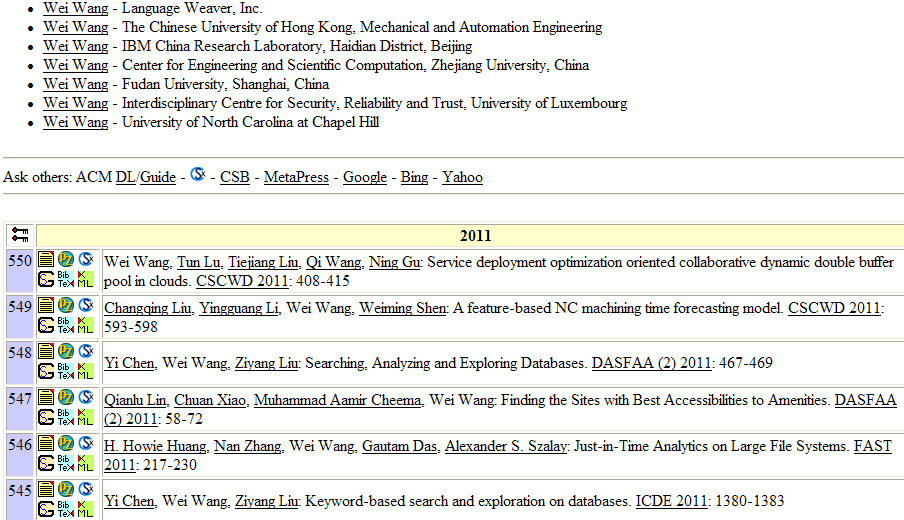 Wei Wang - Language Weaver, Inc.
Wei Wang - The Chinese University of Hong Kong, Mechanical and Automation Engineering
Wei Wang - IBM China Research Laboratory, Haidian District, Beijing
Wei Wang - Center for Engineering and Scientific Computation, Zhejiang University, China
Wei Wang - Fudan University, Shanghai, China
Wei Wang - Interdisciplinary Centre for Security, Reliability and Trust, University of Luxembourg
Wei Wang - University of North Carolina at Chapel Hill
Ask others: ACM DL/Guide - CSX - CSB - MetaPress - Google - Bing - Yahoo
2011
550 Wei Wang, Tun Lu, Tiejiang Liu, Qi Wang, Ning Gu: Service deployment optimization oriented collaborative dynamic double buffer
Bib TeX KML pool in clouds. CSCWD 2011: 408-415
549 Changqing Liu, Yingguang Li, Wei Wang, Weiming Shen: A feature-based NC machining time forecasting model. CSCWD 2011:
Bib TeX KML 593-598
548 Yi Chen, Wei Wang, Ziyang Liu: Searching, Analyzing and Exploring Databases. DASFAA (2) 2011: 467-469
Bib TeX KML
547 Qianlu Lin, Chuan Xiao, Muhammad Aamir Cheema, Wei Wang: Finding the Sites with Best Accessibilities to Amenities. DASFAA
Bib TeX KML (2) 2011: 58-72
546 H. Howie Huang, Nan Zhang, Wei Wang, Gautam Das, Alexander S. Szalay: Just-in-Time Analytics on Large File Systems. FAST
Bib TeX KML 2011: 217-230
545 Yi Chen, Wei Wang, Ziyang Liu: Keyword-based search and exploration on databases. ICDE 2011: 1380-1383
Bib TeX KML